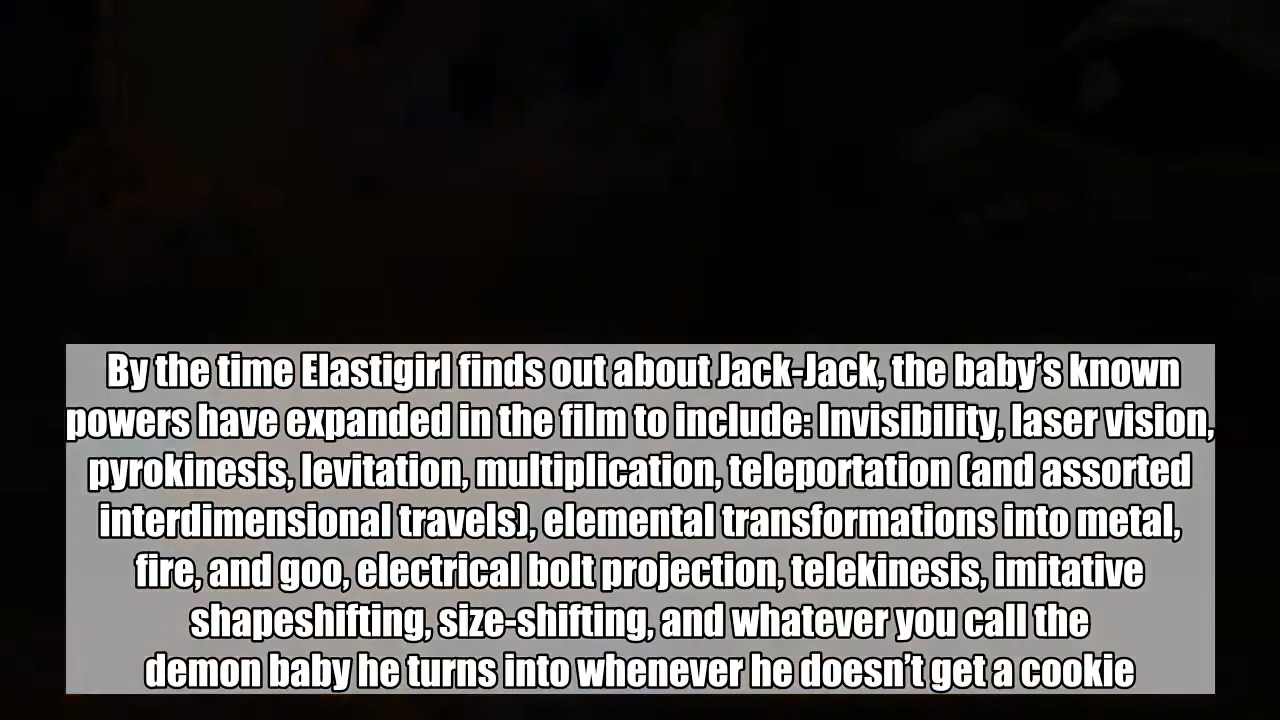 By the time Elastigirl finds out about Jack-Jack, the baby’s known
powers have expanded in the film to include: Invisibility, laser vision,
pyrokinesis, levitation, multiplication, teleportation (and assorted
interdimensional travels), elemental transformations into metal,
fire, and goo, electrical bolt projection, telekinesis, imitative
shapeshifting, size-shifting, and whatever you call the
demon baby he turns into whenever he doesn’t get a cookie